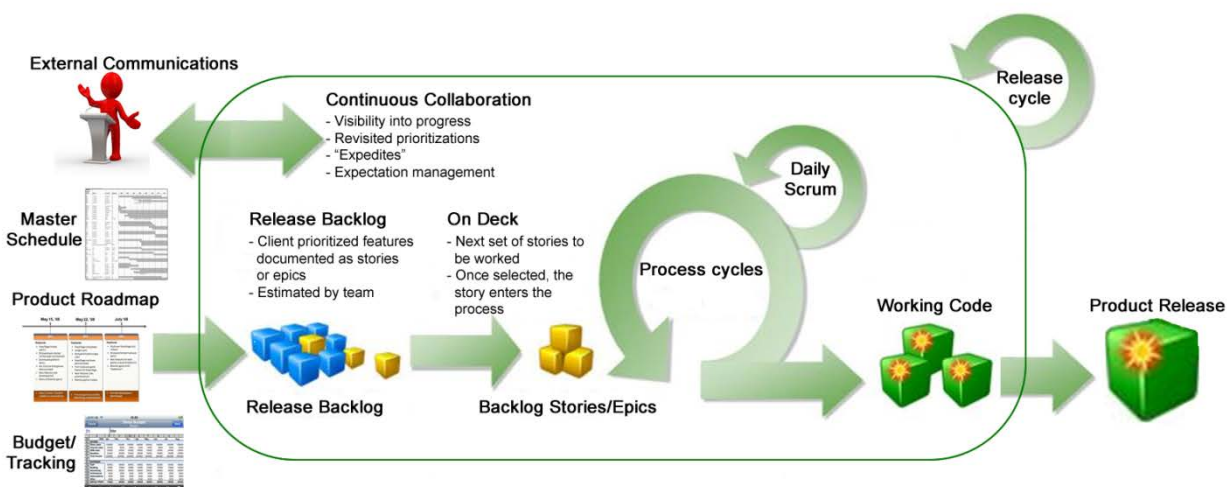 External Communications
Continuous Collaboration
- Visibility into progress
- Revisited prioritizations
- “Expedites”
- Expectation management
Release
cycle
Daily
Scrum
Master
Schedule
Release Backlog
- Client prioritized features
documented as stories
or epics
- Estimated by team
On Deck
- Next set of stories to
be worked
- Once selected, the
story enters the
process
Process cycles
Product Roadmap
Working Code
Product Release
Release Backlog
Backlog Stories/Epics
Budget/
Tracking